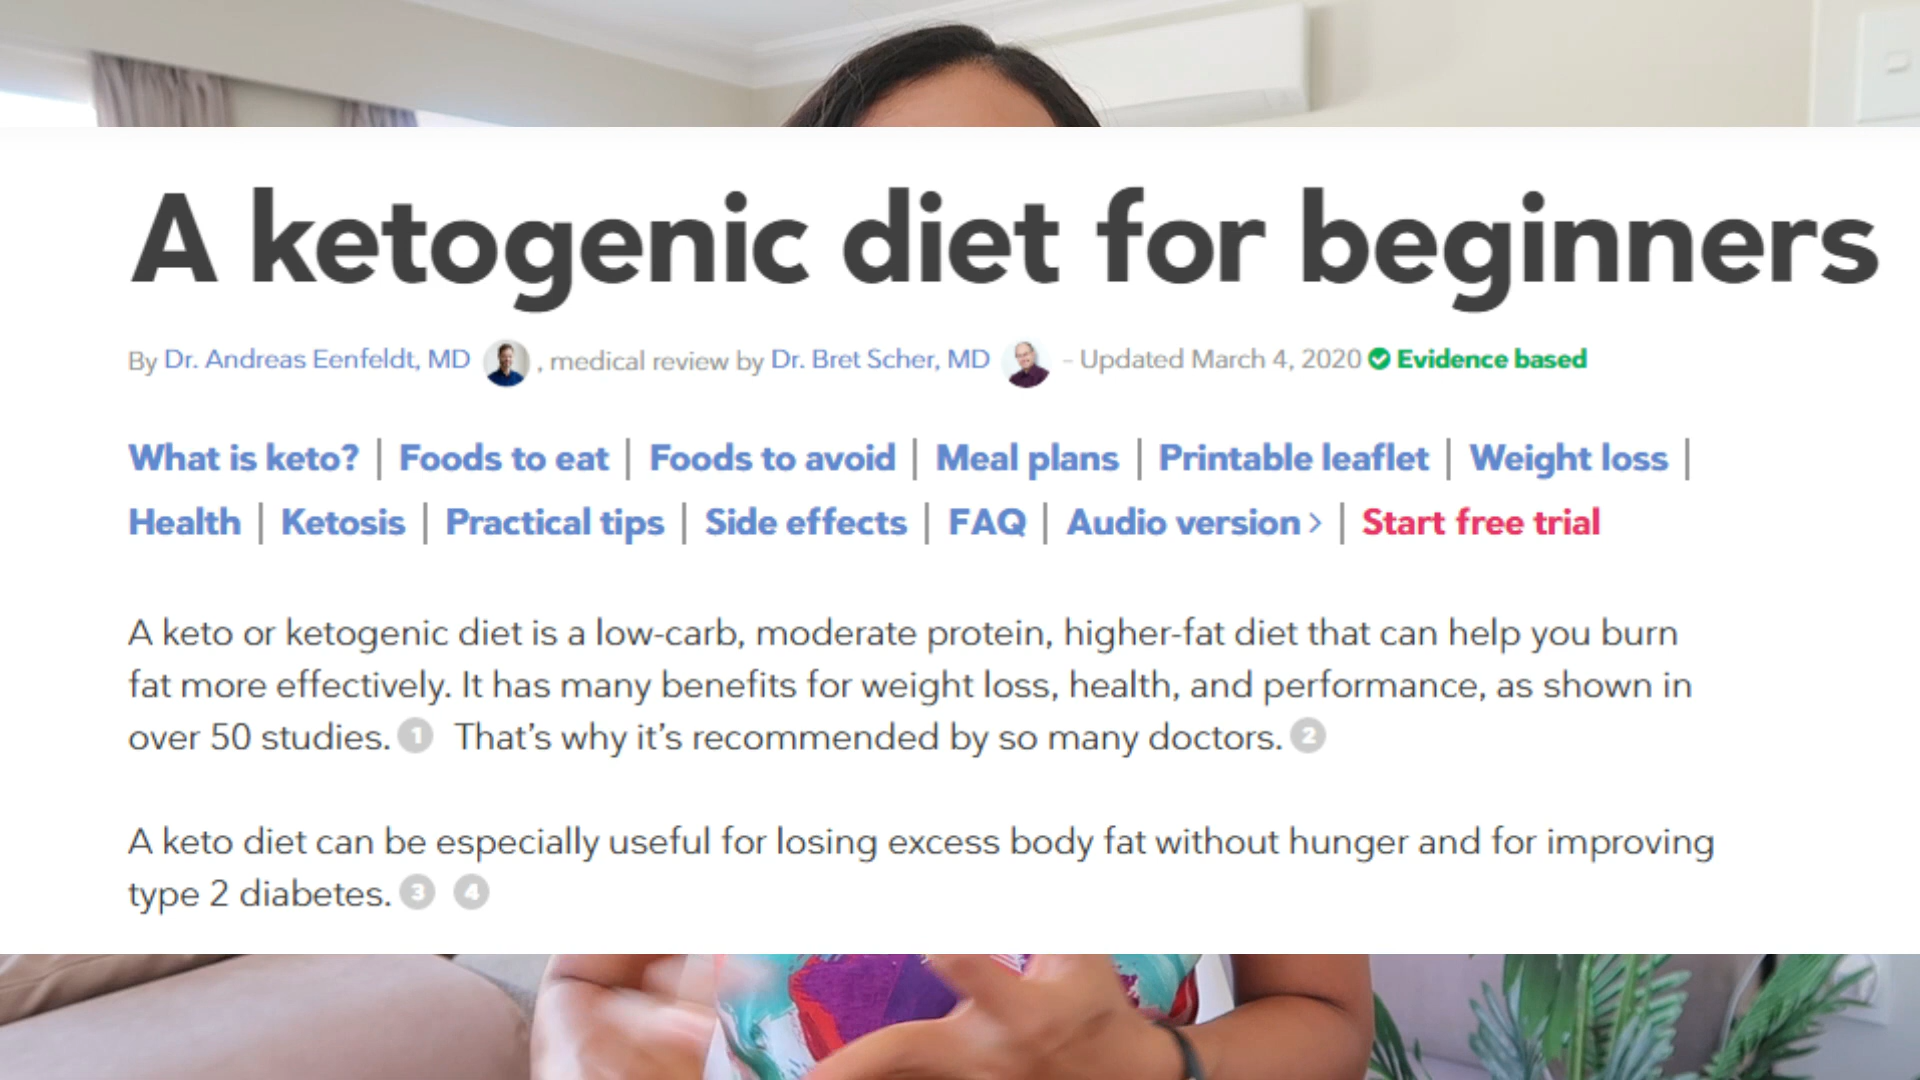 A ketogenic diet for beginners
By Dr. Andreas Eenfeldt, MD , medical review by Dr. Bret Scher, MD – Updated March 4, 2020 Evidence based
What is keto? | Foods to eat | Foods to avoid | Meal plans | Printable leaflet | Weight loss |
Health | Ketosis | Practical tips | Side effects | FAQ | Audio version > | Start free trial
A keto or ketogenic diet is a low-carb, moderate protein, higher-fat diet that can help you burn
fat more effectively. It has many benefits for weight loss, health, and performance, as shown in
over 50 studies. 1 That’s why it’s recommended by so many doctors. 2
A keto diet can be especially useful for losing excess body fat without hunger and for improving
type 2 diabetes. 3 4